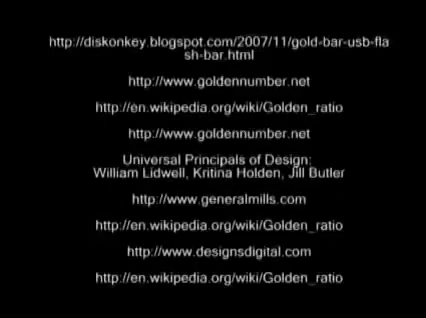 http://diskonkey.blogspot.com/2007/11/gold-bar-usb-fla
sh-bar.html
http://www.goldennumber.net
http://en.wikipedia.org/wiki/Golden_ratio
http://www.goldennumber.net
Universal Principals of Design:
William Lidwell, Kritina Holden, Jill Butler
http://www.generalmills.com
http://en.wikipedia.org/wiki/Golden_ratio
http://www.designsdigital.com
http://en.wikipedia.org/wiki/Golden_ratio